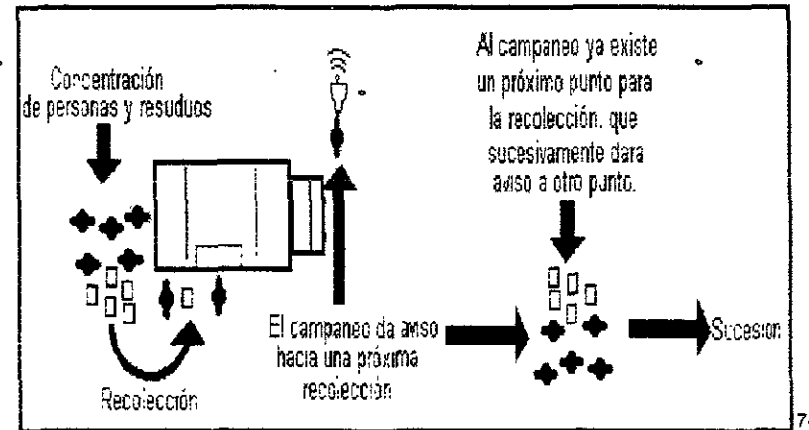 Concentración
de personas y resuduos
Al campaneo ya existe
un próximo punto para
la recolección. que
sucesivamente dara
aviso a otro punto.
El campaneo da aviso
hacia una próxima
recolección
Recolección
Sucesion